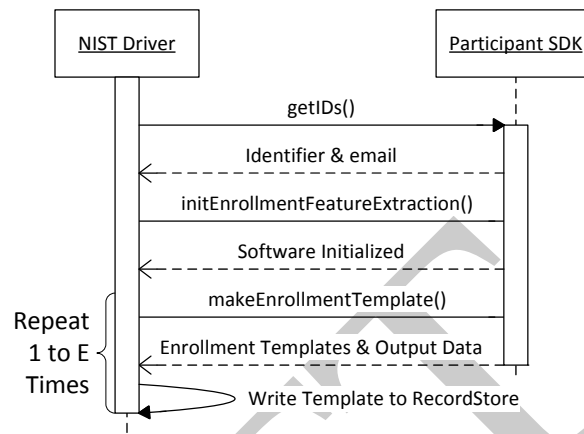 NIST Driver
Participant SDK
getIDs()
Identifier & email
initEnrollmentFeatureExtraction()
Software Initialized
makeEnrollmentTemplate()
Repeat
1 to E
Times
Enrollment Templates & Output Data
Write Template to RecordStore